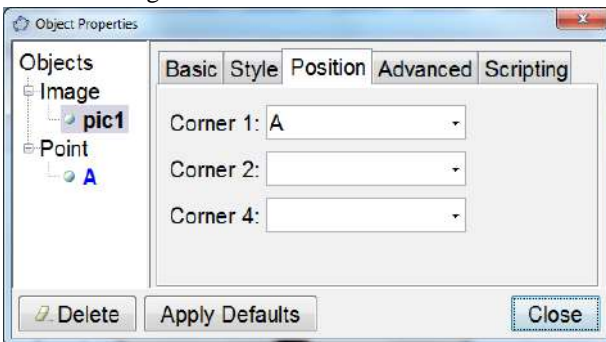 Object Properties
Objects
Image
pic1
Point
A
Basic Style Position Advanced Scripting
Corner 1: A
Corner 2:
Corner 4:
Delete Apply Defaults Close